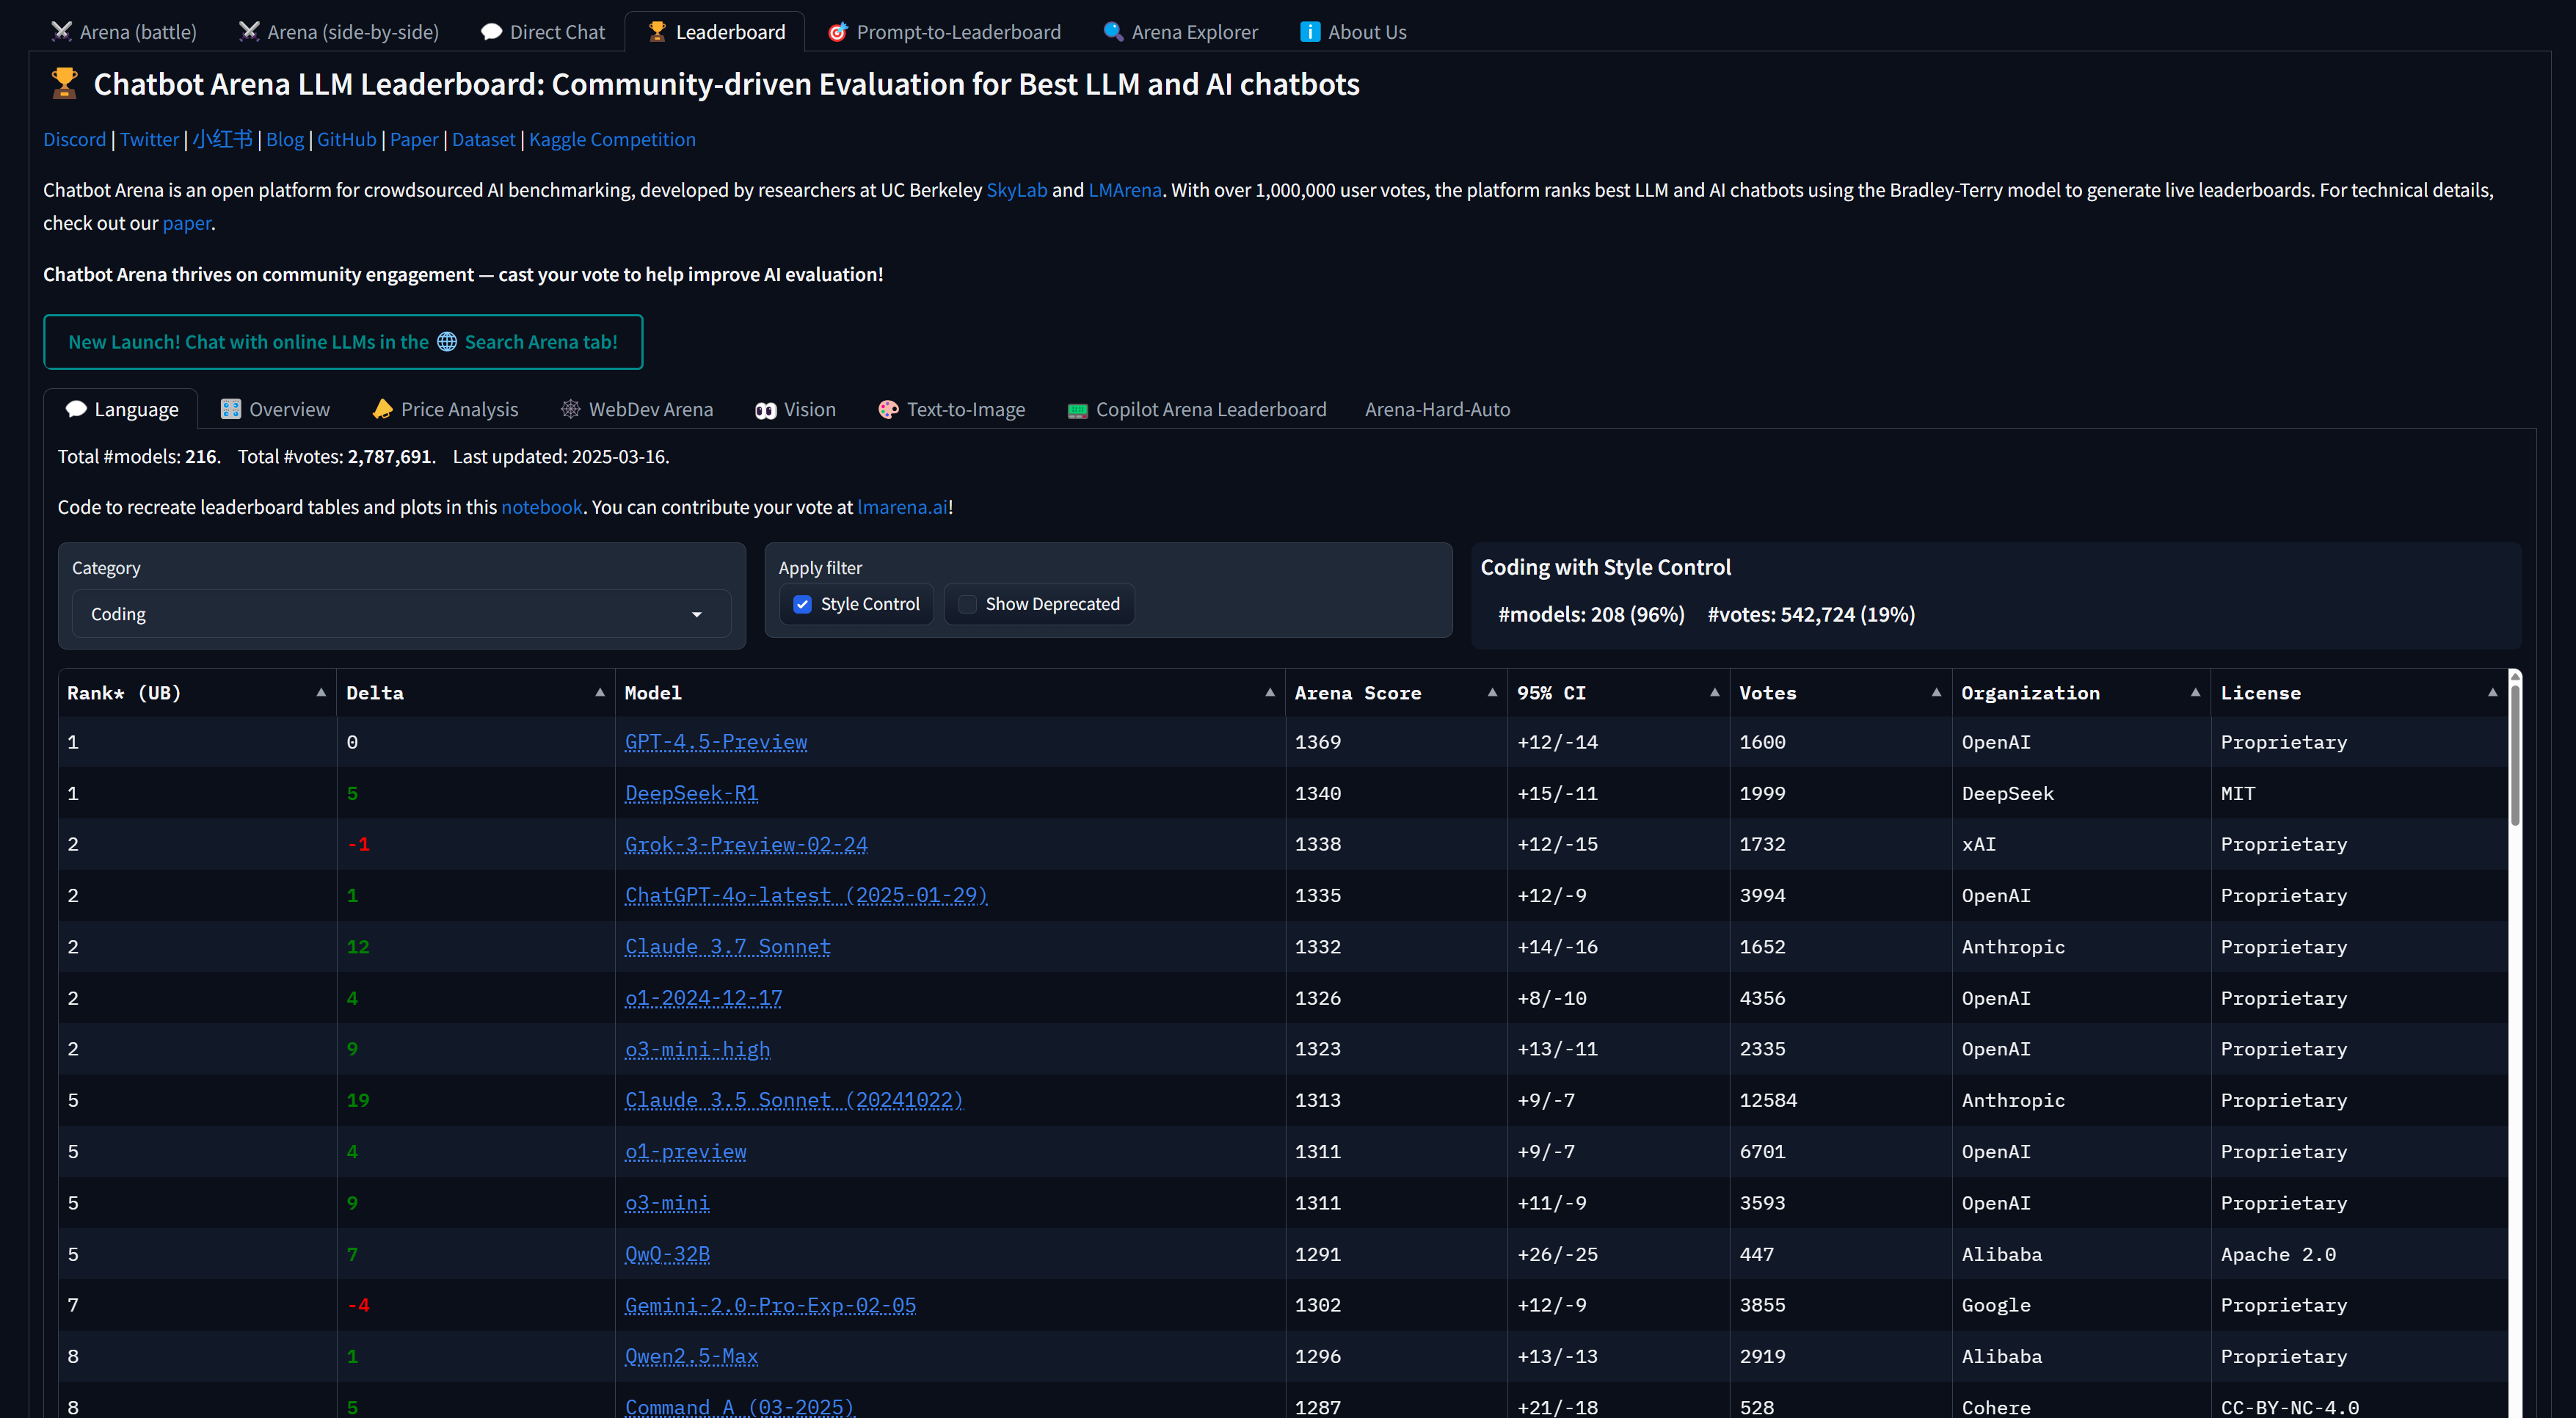 Arena (battle) Arena (side-by-side) Direct Chat Leaderboard Prompt-to-Leaderboard Arena Explorer About Us
Chatbot Arena LLM Leaderboard: Community-driven Evaluation for Best LLM and AI chatbots
Discord | Twitter | 小红书 | Blog | GitHub | Paper | Dataset | Kaggle Competition
Chatbot Arena is an open platform for crowdsourced AI benchmarking, developed by researchers at UC Berkeley SkyLab and LMArena. With over 1,000,000 user votes, the platform ranks best LLM and AI chatbots using the Bradley-Terry model to generate live leaderboards. For technical details,
check out our paper.
Chatbot Arena thrives on community engagement — cast your vote to help improve AI evaluation!
New Launch! Chat with online LLMs in the 🌐 Search Arena tab!
Language Overview Price Analysis WebDev Arena Vision Text-to-Image Copilot Arena Leaderboard Arena-Hard-Auto
Total #models: 216. Total #votes: 2,787,691. Last updated: 2025-03-16.
Code to recreate leaderboard tables and plots in this notebook. You can contribute your vote at lmarena.ai!
Category
Coding
Apply filter
Style Control Show Deprecated
Coding with Style Control
#models: 208 (96%) #votes: 542,724 (19%)
Rank* (UB) Delta Model Arena Score 95% CI Votes Organization License
1 0 GPT-4.5-Preview 1369 +12/-14 1600 OpenAI Proprietary
1 5 DeepSeek-R1 1340 +15/-11 1999 DeepSeek MIT
2 -1 Grok-3-Preview-02-24 1338 +12/-15 1732 xAI Proprietary
2 1 ChatGPT-4o-latest (2025-01-29) 1335 +12/-9 3994 OpenAI Proprietary
2 12 Claude 3.7 Sonnet 1332 +14/-16 1652 Anthropic Proprietary
2 4 o1-2024-12-17 1326 +8/-10 4356 OpenAI Proprietary
2 9 o3-mini-high 1323 +13/-11 2335 OpenAI Proprietary
5 19 Claude 3.5 Sonnet (20241022) 1313 +9/-7 12584 Anthropic Proprietary
5 4 o1-preview 1311 +9/-7 6701 OpenAI Proprietary
5 9 o3-mini 1311 +11/-9 3593 OpenAI Proprietary
5 7 QwQ-32B 1291 +26/-25 447 Alibaba Apache 2.0
7 -4 Gemini-2.0-Pro-Exp-02-05 1302 +12/-9 3855 Google Proprietary
8 1 Qwen2.5-Max 1296 +13/-13 2919 Alibaba Proprietary
8 5 Command A (03-2025) 1287 +21/-18 528 Cohere CC-BY-NC-4.0